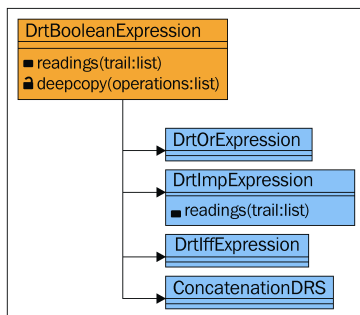 DrtBooleanExpression
readings(trail:list)
deepcopy(operations:list)
DrtOrExpression
DrtImpExpression
readings(trail:list)
DrtIffExpression
ConcatenationDRS